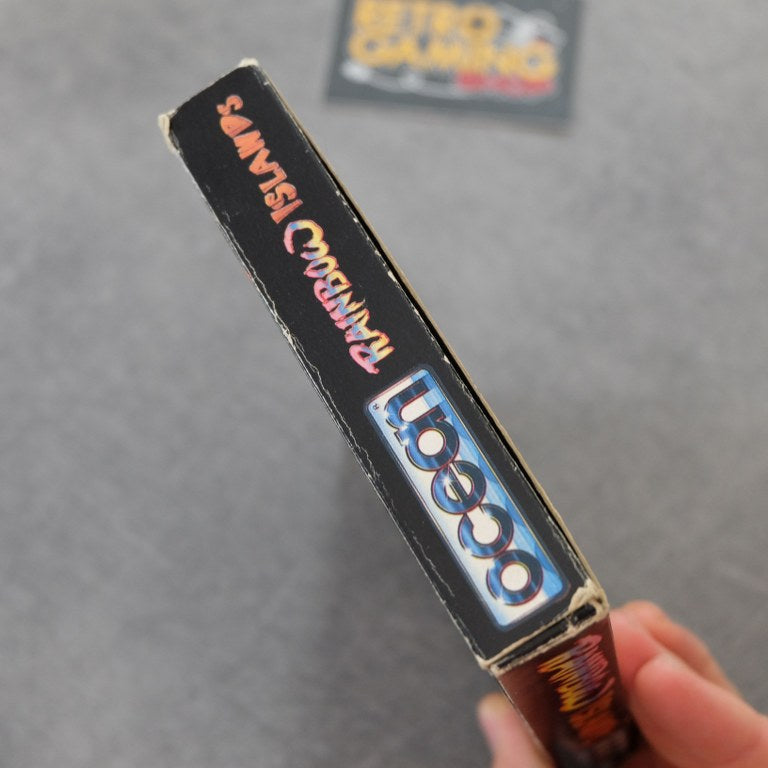 RETRO
GAMING
RAINBOW ISLANDS
ocean
®